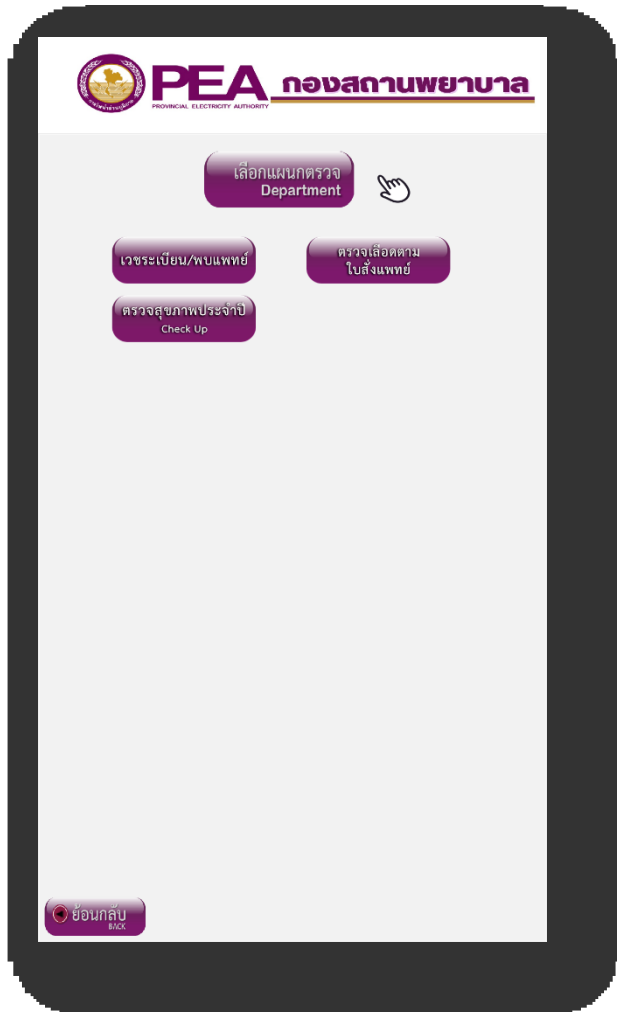 PEA กองสถานพยาบาล
PROVINCIAL ELECTRICITY AUTHORITY
เลือกแผนกตรวจ
Department
เวชระเบียน/พบแพทย์
ตรวจเลือดตาม
ใบสั่งแพทย์
ตรวจสุขภาพประจำปี
Check Up
ย้อนกลับ
BACK